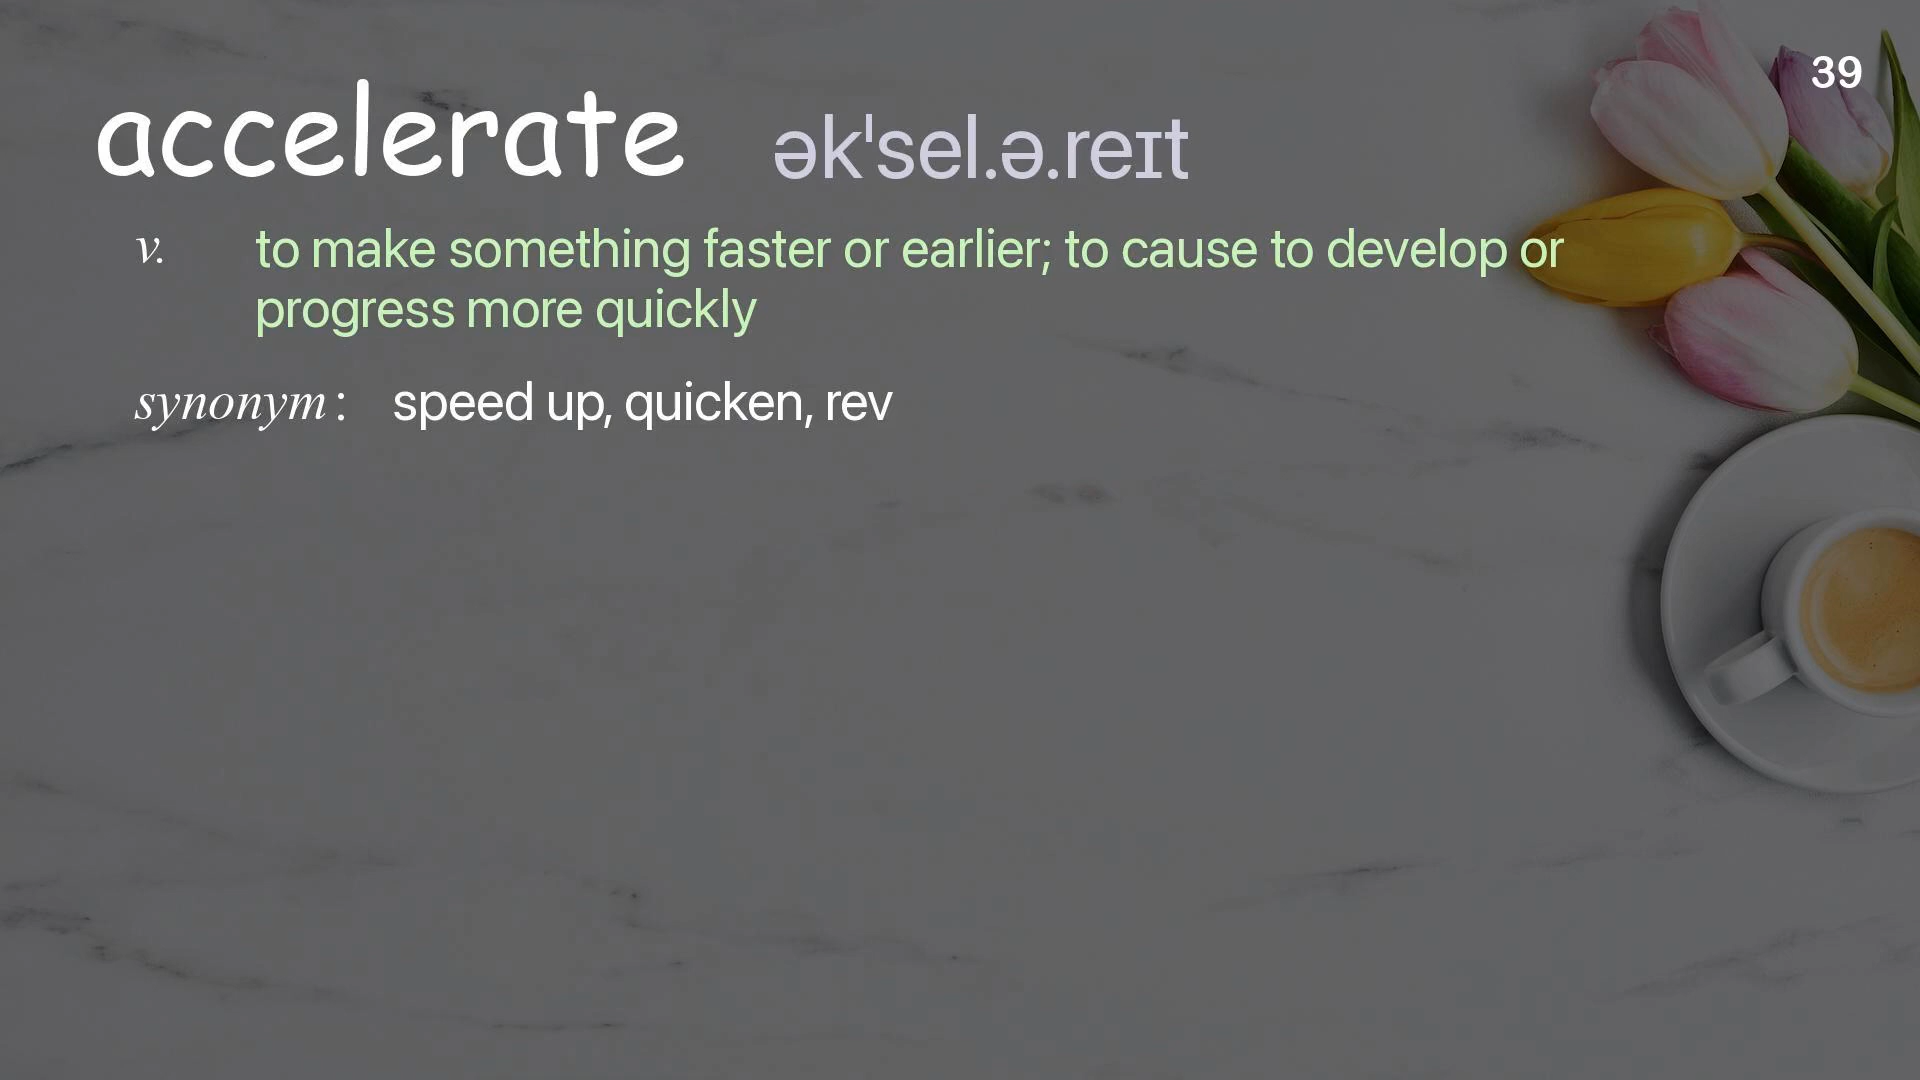 39
accelerate əkˈsel.ə.reɪt
v. to make something faster or earlier; to cause to develop or
progress more quickly
synonym: speed up, quicken, rev